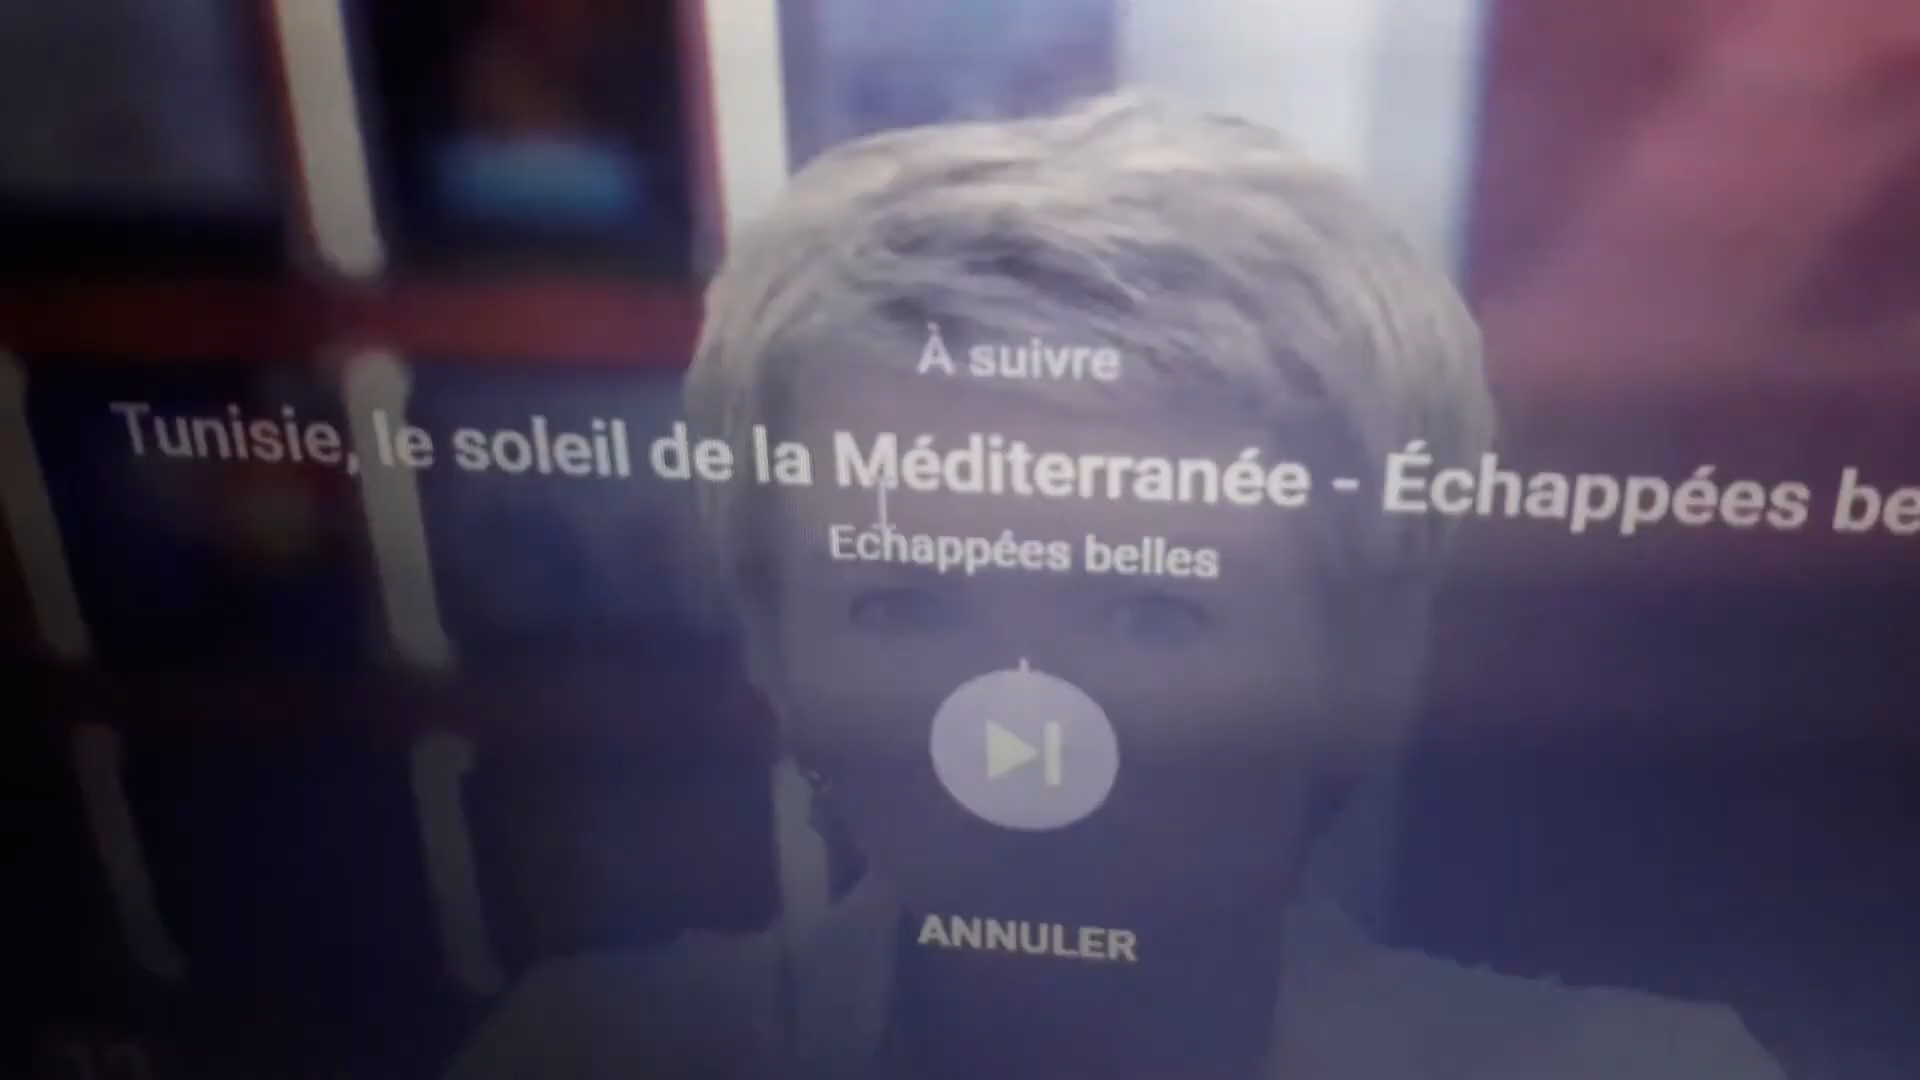 À suivre
Tunisie, le soleil de la Méditerranée - Échappées be
Echappées belles
ANNULER